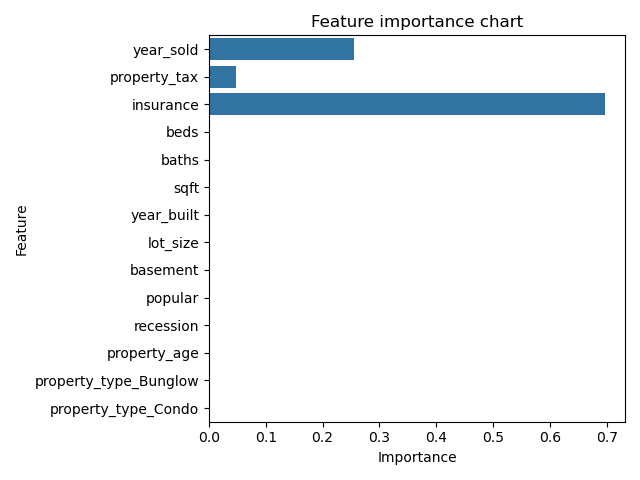 Feature importance chart
year_sold
property_tax
insurance
beds
baths
sqft
year_built
lot_size
basement
popular
recession
property_age
property_type_Bunglow
property_type_Condo
Feature
0.0 0.1 0.2 0.3 0.4 0.5 0.6 0.7
Importance